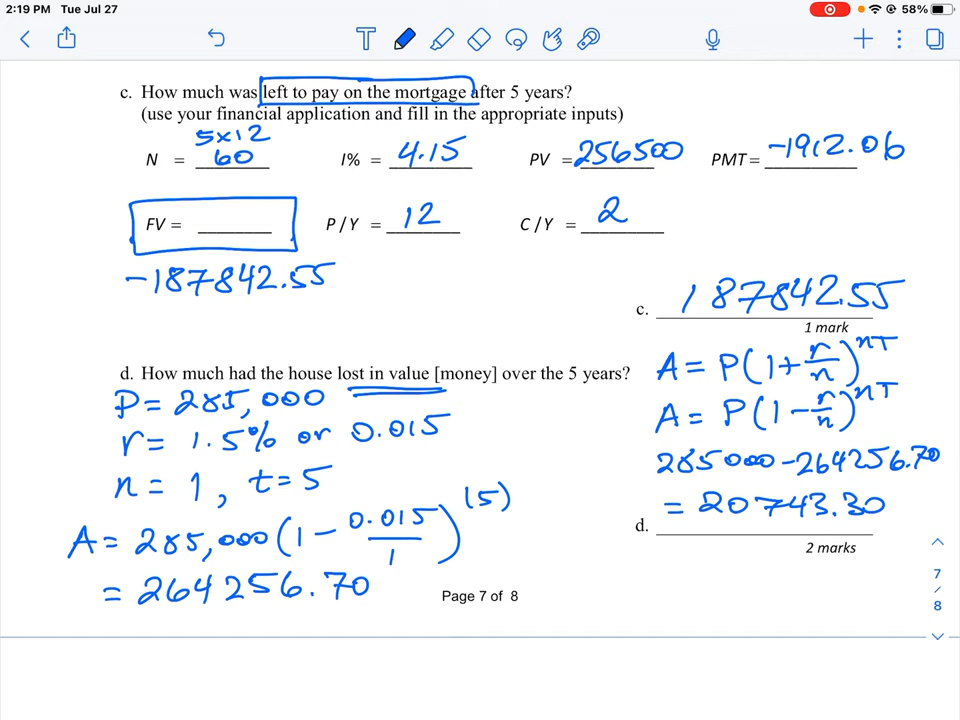 2:19 PM Tue Jul 27
58%
c. How much was left to pay on the mortgage after 5 years?
(use your financial application and fill in the appropriate inputs)
5x12
N = 60 I% = 4.15 PV = 256500 PMT = -1912.06
FV = ________ P / Y = 12 C / Y = 2
-187842.55
c. 187842.55
1 mark
d. How much had the house lost in value [money] over the 5 years?
P = 285,000
r = 1.5% or 0.015
n = 1, t = 5
A = 285,000 (1 - 0.015/1)^(5)
= 264256.70
A = P(1 + r/n)^nT
A = P(1 - r/n)^nT
285000 - 264256.70
= 20743.30
d. ________
2 marks
Page 7 of 8
7
/
8